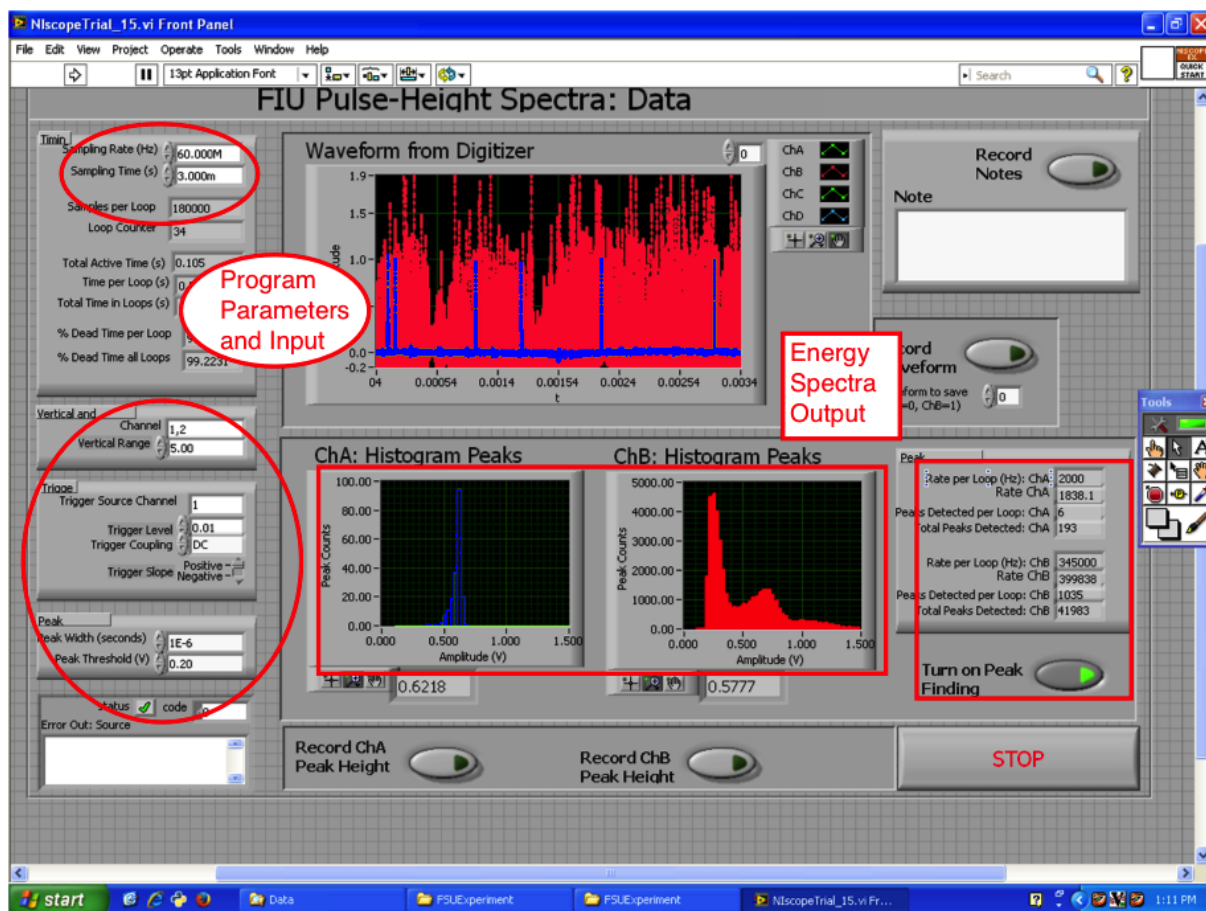 NIscopeTrial_15.vi Front Panel
File Edit View Project Operate Tools Window Help
13pt Application Font
Search
QUICK START
FIU Pulse-Height Spectra: Data
Timin
Sampling Rate (Hz) 60.000M
Sampling Time (s) 3.000m
Samples per Loop 180000
Loop Counter 34
Total Active Time (s) 0.105
Time per Loop (s)
Total Time in Loops (s)
% Dead Time per Loop
% Dead Time all Loops 99.2231
Program
Parameters
and Input
Waveform from Digitizer
0
1.9
1.5
1.0
0.0
-0.2
04 0.00054 0.00104 0.00154 0.0024 0.00254 0.0034
t
ChA
ChB
ChC
ChD
Record
Notes
Note
Energy
Spectra
Output
0
=0, ChB=1)
Vertical and
Channel 1,2
Vertical Range 5.00
Trigge
Trigger Source Channel 1
Trigger Level 0.01
Trigger Coupling DC
Trigger Slope Positive
Negative
Peak
Peak Width (seconds) 1E-6
Peak Threshold (V) 0.20
status code
Error Out: Source
ChA: Histogram Peaks
100.00
80.00
60.00
40.00
20.00
0.00
Peak Counts
0.000 0.500 1.000 1.500
Amplitude (V)
0.6218
ChB: Histogram Peaks
5000.00
4000.00
3000.00
2000.00
1000.00
0.00
Peak Counts
0.000 0.500 1.000 1.500
Amplitude (V)
0.5777
Peak
Rate per Loop (Hz): ChA 2000
Rate ChA 1838.1
Peaks Detected per Loop: ChA 6
Total Peaks Detected: ChA 193
Rate per Loop (Hz): ChB 345000
Rate ChB 399838
Peaks Detected per Loop: ChB 1035
Total Peaks Detected: ChB 41983
Turn on Peak
Finding
Record ChA
Peak Height
Record ChB
Peak Height
STOP
Tools
A
start
Data
FSUExperiment
FSUExperiment
NIscopeTrial_15.vi Fr...
1:11 PM